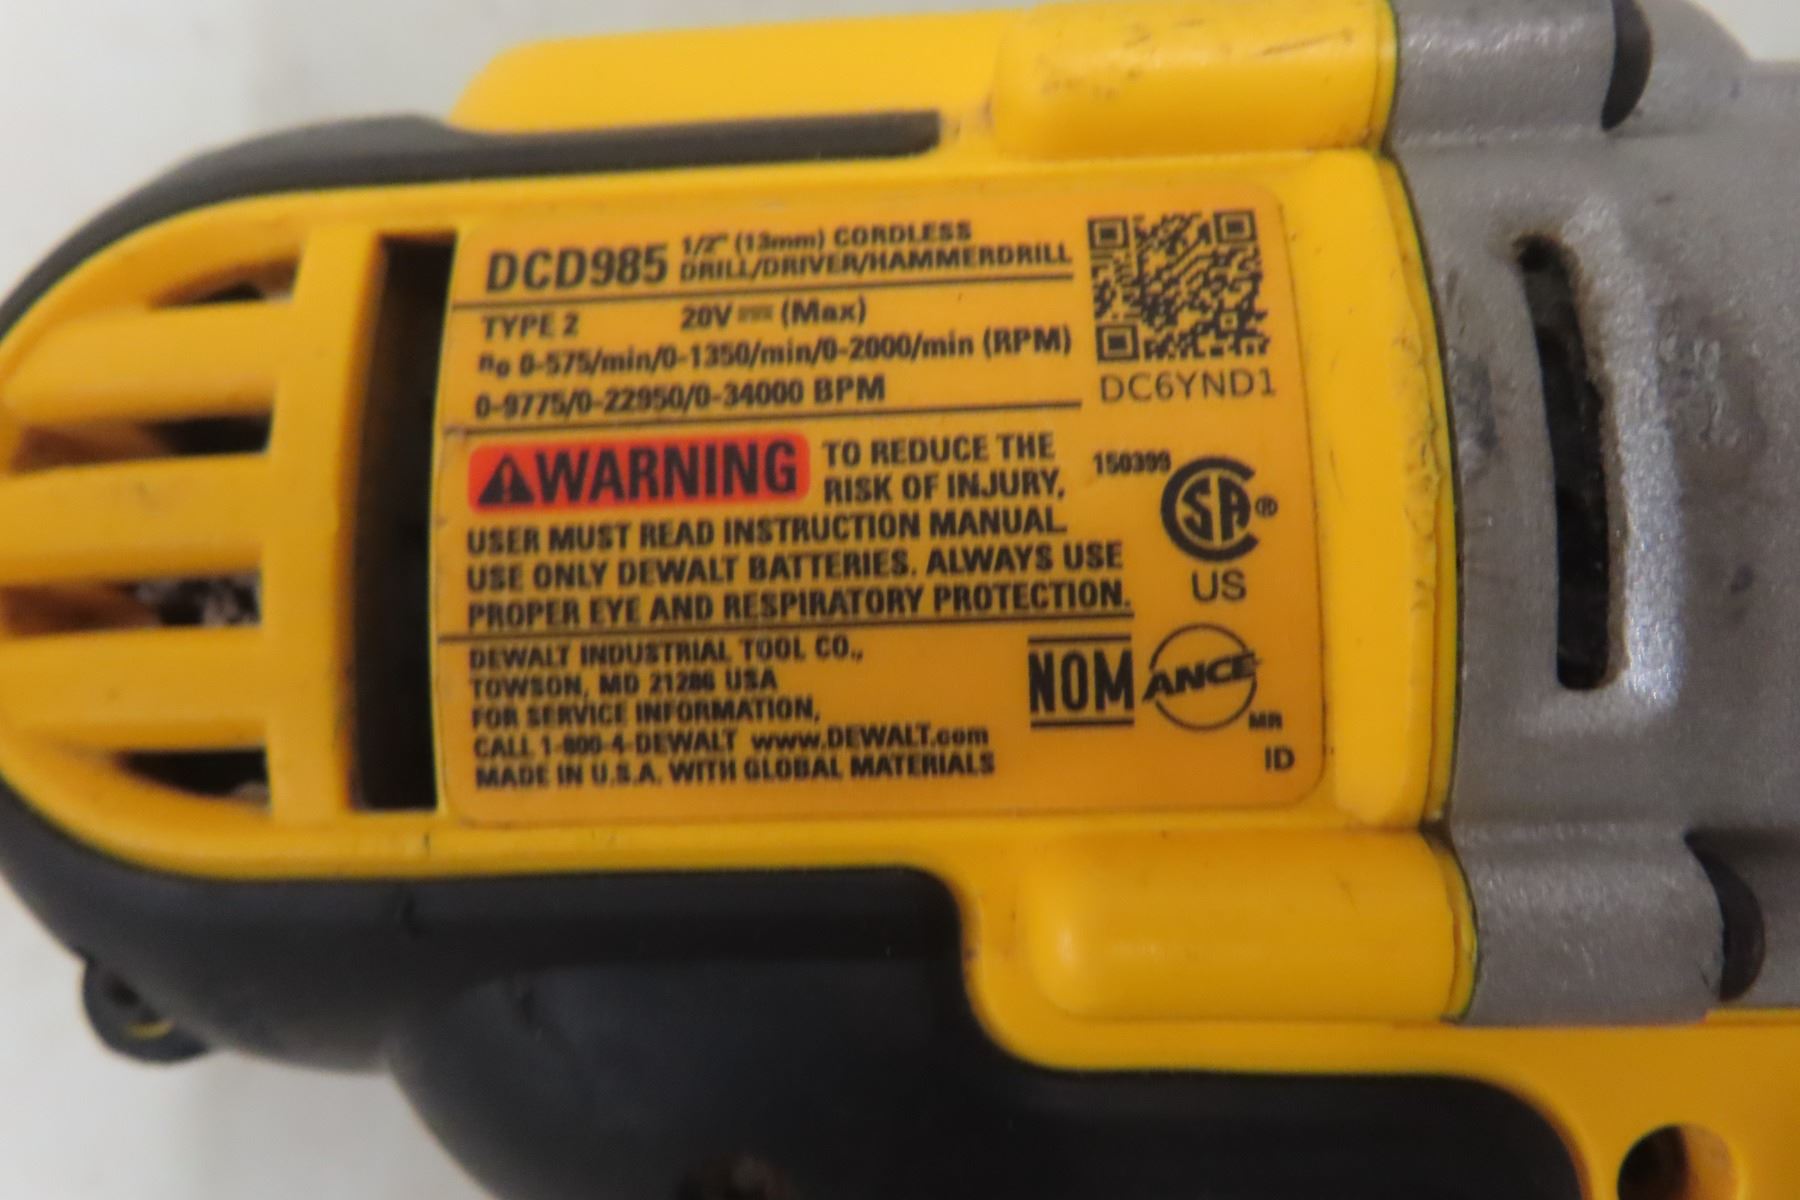 DCD985 1/2" (13mm) CORDLESS
DRILL/DRIVER/HAMMERDRILL
TYPE 2 20V ⎓ (Max)
n₀ 0-575/min/0-1350/min/0-2000/min (RPM)
0-9775/0-22950/0-34000 BPM
DC6YND1
WARNING TO REDUCE THE
RISK OF INJURY,
USER MUST READ INSTRUCTION MANUAL.
USE ONLY DEWALT BATTERIES. ALWAYS USE
PROPER EYE AND RESPIRATORY PROTECTION.
150399
SA®
US
DEWALT INDUSTRIAL TOOL CO.,
TOWSON, MD 21286 USA
FOR SERVICE INFORMATION,
CALL 1-800-4-DEWALT www.DEWALT.com
MADE IN U.S.A. WITH GLOBAL MATERIALS
NOM ANCE
MR
ID